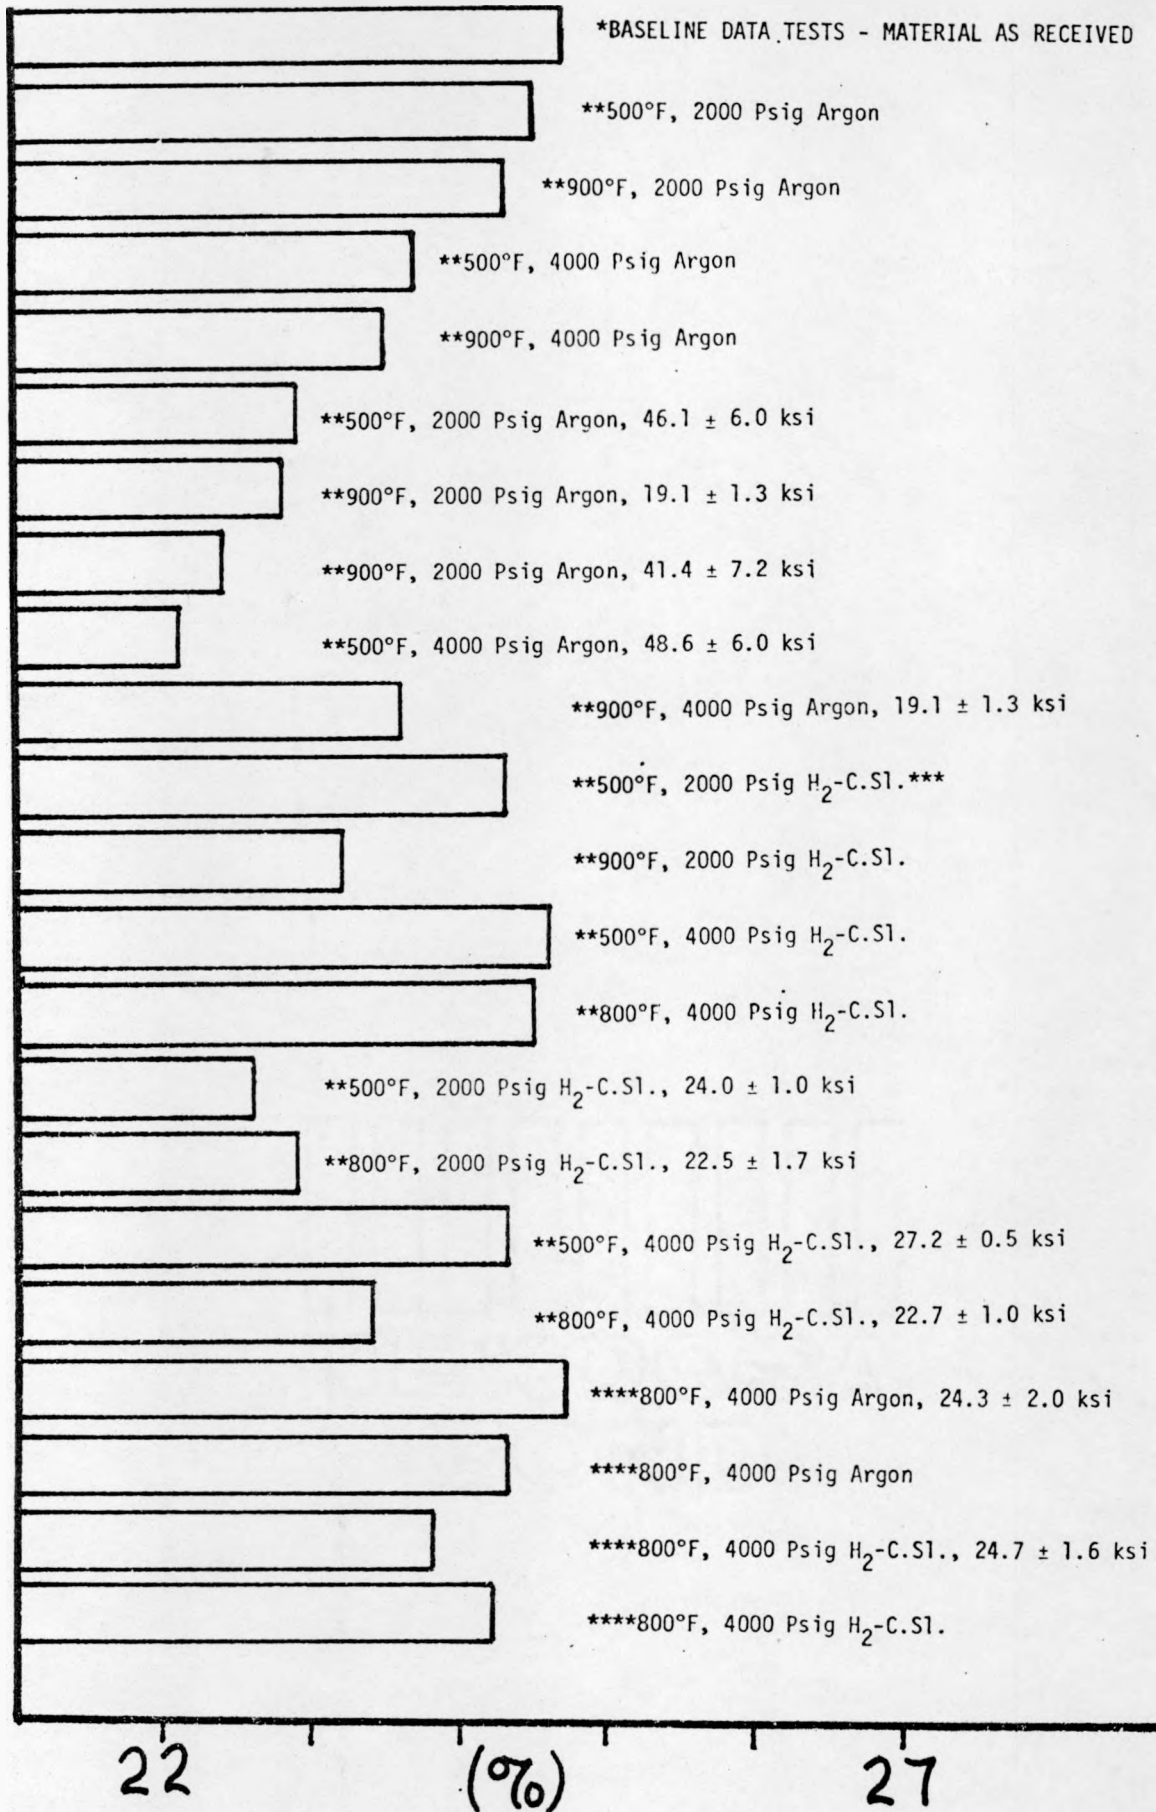 *BASELINE DATA TESTS - MATERIAL AS RECEIVED
**500°F, 2000 Psig Argon
**900°F, 2000 Psig Argon
**500°F, 4000 Psig Argon
**900°F, 4000 Psig Argon
**500°F, 2000 Psig Argon, 46.1 ± 6.0 ksi
**900°F, 2000 Psig Argon, 19.1 ± 1.3 ksi
**900°F, 2000 Psig Argon, 41.4 ± 7.2 ksi
**500°F, 4000 Psig Argon, 48.6 ± 6.0 ksi
**900°F, 4000 Psig Argon, 19.1 ± 1.3 ksi
**500°F, 2000 Psig H₂-C.Sl.***
**900°F, 2000 Psig H₂-C.Sl.
**500°F, 4000 Psig H₂-C.Sl.
**800°F, 4000 Psig H₂-C.Sl.
**500°F, 2000 Psig H₂-C.Sl., 24.0 ± 1.0 ksi
**800°F, 2000 Psig H₂-C.Sl., 22.5 ± 1.7 ksi
**500°F, 4000 Psig H₂-C.Sl., 27.2 ± 0.5 ksi
**800°F, 4000 Psig H₂-C.Sl., 22.7 ± 1.0 ksi
****800°F, 4000 Psig Argon, 24.3 ± 2.0 ksi
****800°F, 4000 Psig Argon
****800°F, 4000 Psig H₂-C.Sl., 24.7 ± 1.6 ksi
****800°F, 4000 Psig H₂-C.Sl.
22 (%) 27